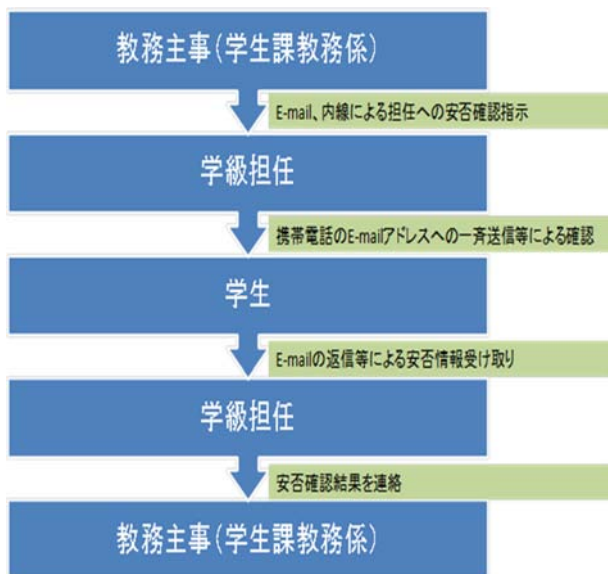 教務主事(学生課教務係)
E-mail、内線による担任への安否確認指示
学級担任
携帯電話のE-mailアドレスへの一斉送信等による確認
学生
E-mailの返信等による安否情報受け取り
学級担任
安否確認結果を連絡
教務主事(学生課教務係)